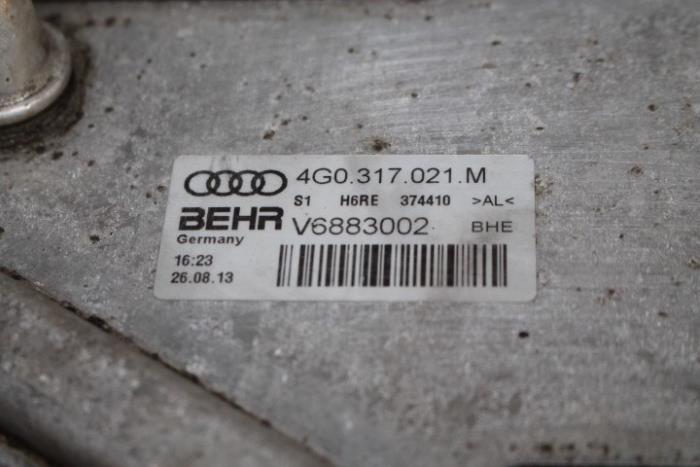 4G0.317.021.M
S1 H6RE 374410 >AL<
BEHR V6883002 BHE
Germany
16:23
26.08.13